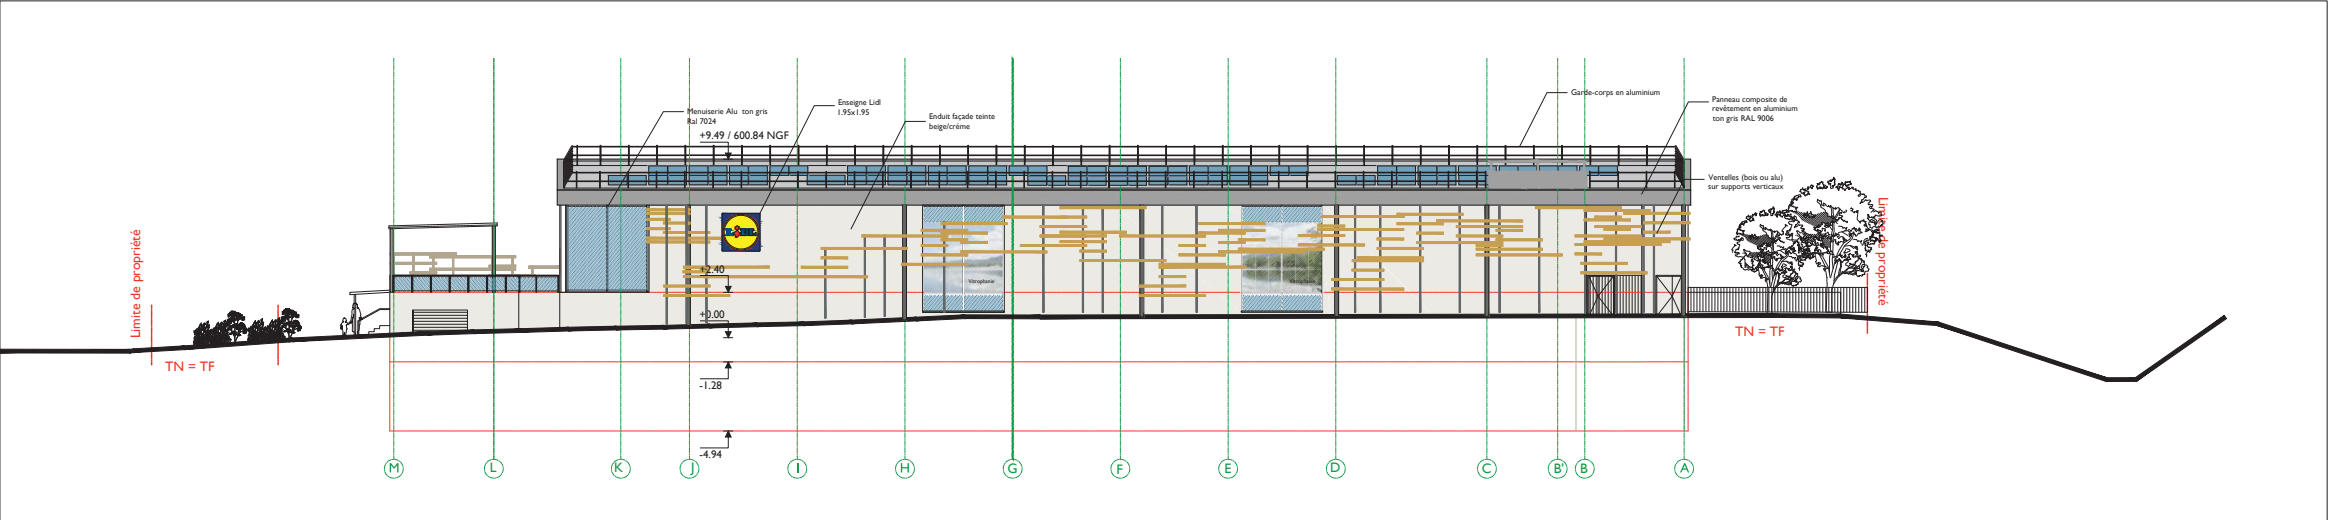 Garde-corps en aluminium
Panneau composite de
revêtement en aluminium
ton gris RAL 9006
Enseigne Lidl
1.95x1.95
Menuiserie Alu ton gris
Ral 7024
Enduit façade teinte
beige/créme
+9.49 / 600.84 NGF
Ventelles (bois ou alu)
sur supports verticaux
Limite de propriété
Limite de propriété
LiDL
+2.40
Vitrophanie
Vitrophanie
+0.00
TN = TF
TN = TF
-1.28
-4.94
M
L
K
J
I
H
G
F
E
D
C
B'
B
A